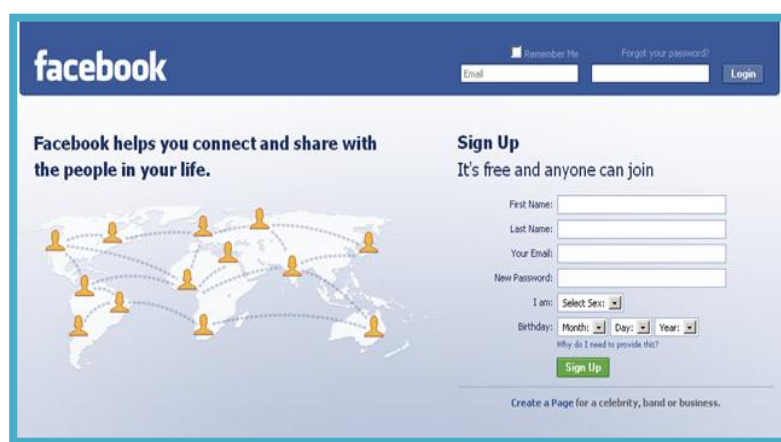 facebook
Remember Me
Forgot your password?
Email
Login
Facebook helps you connect and share with
the people in your life.
Sign Up
It's free and anyone can join
First Name:
Last Name:
Your Email:
New Password:
I am: Select Sex:
Birthday: Month: Day: Year:
Why do I need to provide this?
Sign Up
Create a Page for a celebrity, band or business.